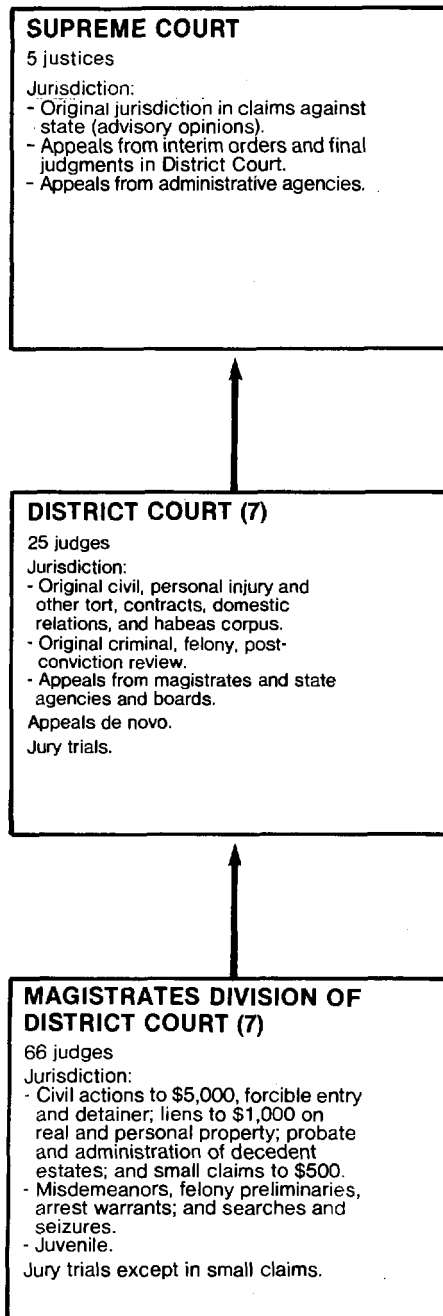 SUPREME COURT
5 justices
Jurisdiction:
- Original jurisdiction in claims against
state (advisory opinions).
- Appeals from interim orders and final
judgments in District Court.
- Appeals from administrative agencies.
DISTRICT COURT (7)
25 judges
Jurisdiction:
- Original civil, personal injury and
other tort, contracts, domestic
relations, and habeas corpus.
- Original criminal, felony, post-
conviction review.
- Appeals from magistrates and state
agencies and boards.
Appeals de novo.
Jury trials.
MAGISTRATES DIVISION OF
DISTRICT COURT (7)
66 judges
Jurisdiction:
- Civil actions to $5,000, forcible entry
and detainer; liens to $1,000 on
real and personal property; probate
and administration of decedent
estates; and small claims to $500.
- Misdemeanors, felony preliminaries,
arrest warrants; and searches and
seizures.
- Juvenile.
Jury trials except in small claims.